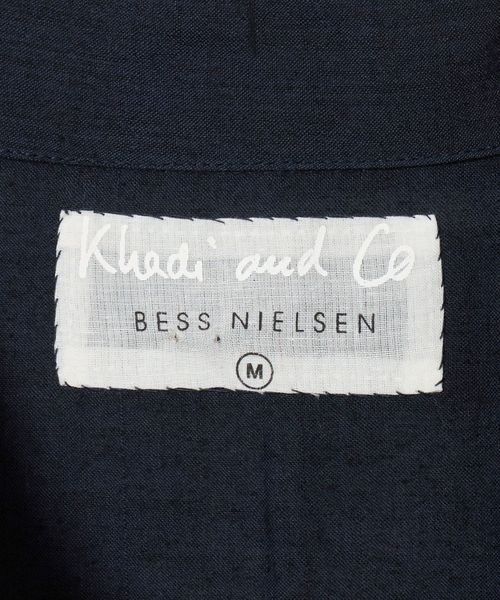 Khadi and Co
BESS NIELSEN
M